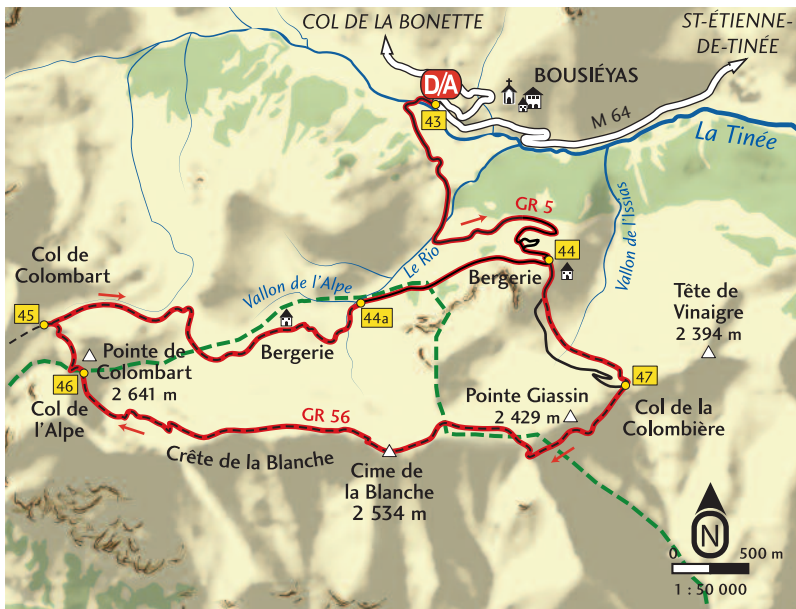 COL DE LA BONETTE
ST-ÉTIENNE-
DE-TINÉE
D/A
BOUSIÉYAS
43
M 64
La Tinée
GR 5
Vallon de l'Issias
44
Bergerie
Le Rio
Vallon de l'Alpe
Col de
Colombart
45
44a
Bergerie
Tête de
Vinaigre
2 394 m
Pointe de
Colombart
2 641 m
46
Col de
l'Alpe
47
Pointe Giassin
2 429 m
Col de la
Colombière
GR 56
Crête de la Blanche
Cime de
la Blanche
2 534 m
N
0 500 m
1 : 50 000